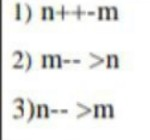 1) n++-m
2) m-- >n
3)n-- >m